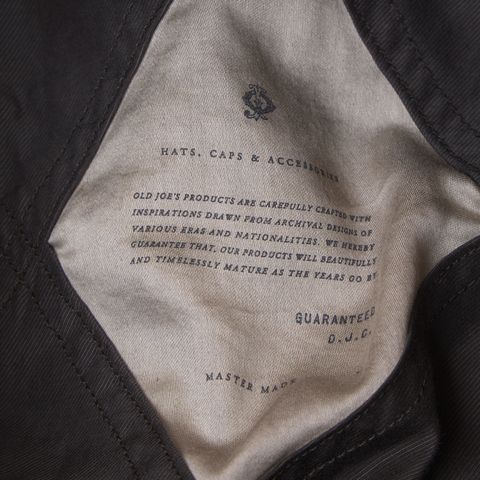 HATS, CAPS & ACCESSORIES
OLD JOE'S PRODUCTS ARE CAREFULLY CRAFTED WITH
INSPIRATIONS DRAWN FROM ARCHIVAL DESIGNS OF
VARIOUS ERAS AND NATIONALITIES. WE HEREBY
GUARANTEE THAT, OUR PRODUCTS WILL BEAUTIFULLY
AND TIMELESSLY MATURE AS THE YEARS GO BY.
GUARANTEED
O.J.C.
MASTER MADE